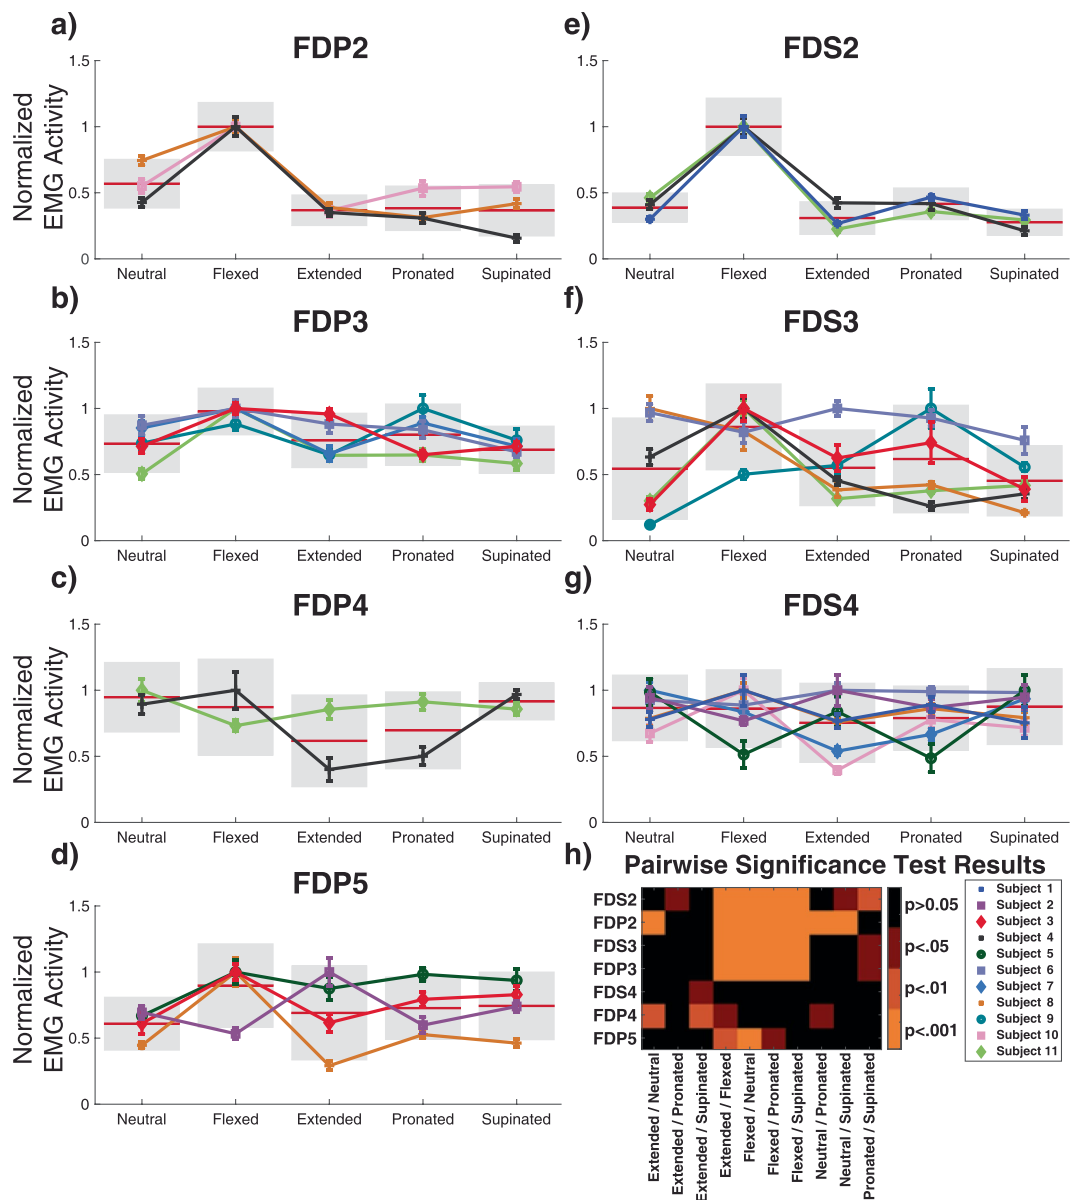 a)
FDP2
Normalized
EMG Activity
1.5
1
0.5
0
Neutral Flexed Extended Pronated Supinated
b)
FDP3
Normalized
EMG Activity
1.5
1
0.5
0
Neutral Flexed Extended Pronated Supinated
c)
FDP4
Normalized
EMG Activity
1.5
1
0.5
0
Neutral Flexed Extended Pronated Supinated
d)
FDP5
Normalized
EMG Activity
1.5
1
0.5
0
Neutral Flexed Extended Pronated Supinated
e)
FDS2
1.5
1
0.5
0
Neutral Flexed Extended Pronated Supinated
f)
FDS3
1.5
1
0.5
0
Neutral Flexed Extended Pronated Supinated
g)
FDS4
1.5
1
0.5
0
Neutral Flexed Extended Pronated Supinated
h)
Pairwise Significance Test Results
FDS2
FDP2
FDS3
FDP3
FDS4
FDP4
FDP5
Extended / Neutral
Extended / Pronated
Extended / Supinated
Extended / Flexed
Flexed / Neutral
Flexed / Pronated
Flexed / Supinated
Neutral / Pronated
Neutral / Supinated
Pronated / Supinated
p>0.05
p<.05
p<.01
p<.001
Subject 1
Subject 2
Subject 3
Subject 4
Subject 5
Subject 6
Subject 7
Subject 8
Subject 9
Subject 10
Subject 11